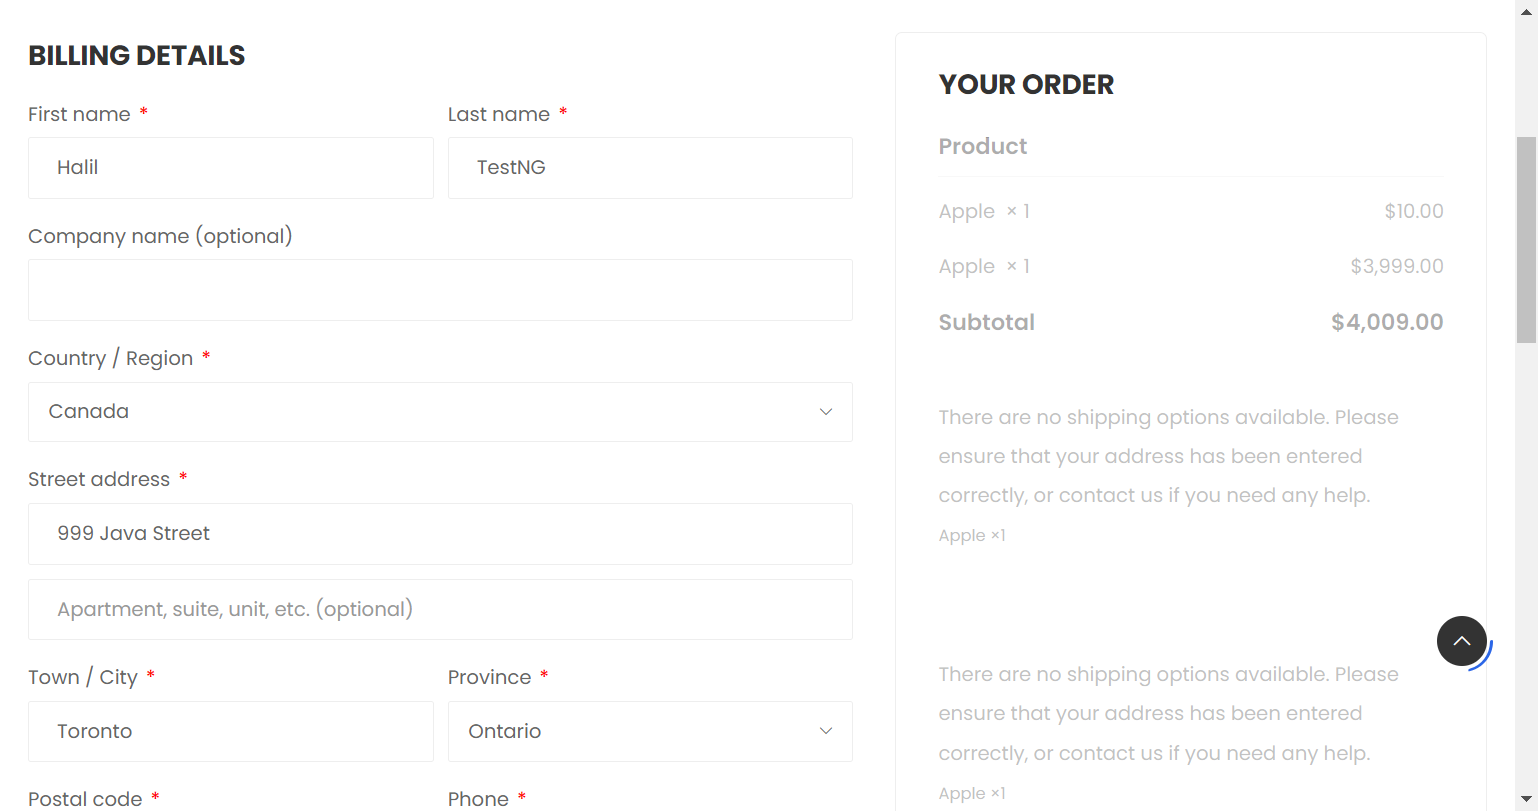 BILLING DETAILS
First name *
Last name *
Halil
TestNG
Company name (optional)
Country / Region *
Canada
Street address *
999 Java Street
Apartment, suite, unit, etc. (optional)
Town / City *
Province *
Toronto
Ontario
Postal code *
Phone *
YOUR ORDER
Product
Apple × 1 $10.00
Apple × 1 $3,999.00
Subtotal $4,009.00
There are no shipping options available. Please
ensure that your address has been entered
correctly, or contact us if you need any help.
Apple ×1
There are no shipping options available. Please
ensure that your address has been entered
correctly, or contact us if you need any help.
Apple ×1